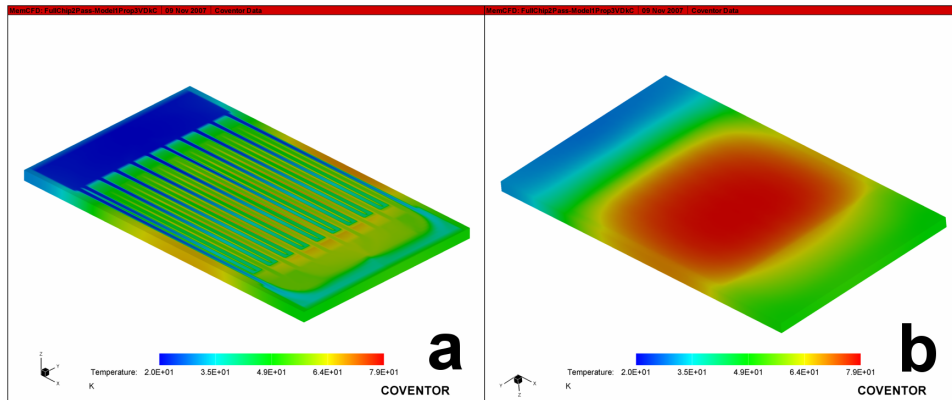 MemCFD: FullChip2Pass-Model1Prop3VDkC 09 Nov 2007 Coventor Data
a
Z
Y
X
Temperature: 2.0E+01 3.5E+01 4.9E+01 6.4E+01 7.9E+01
K
COVENTOR
MemCFD: FullChip2Pass-Model1Prop3VDkC 09 Nov 2007 Coventor Data
b
Y
X
Z
Temperature: 2.0E+01 3.5E+01 4.9E+01 6.4E+01 7.9E+01
K
COVENTOR